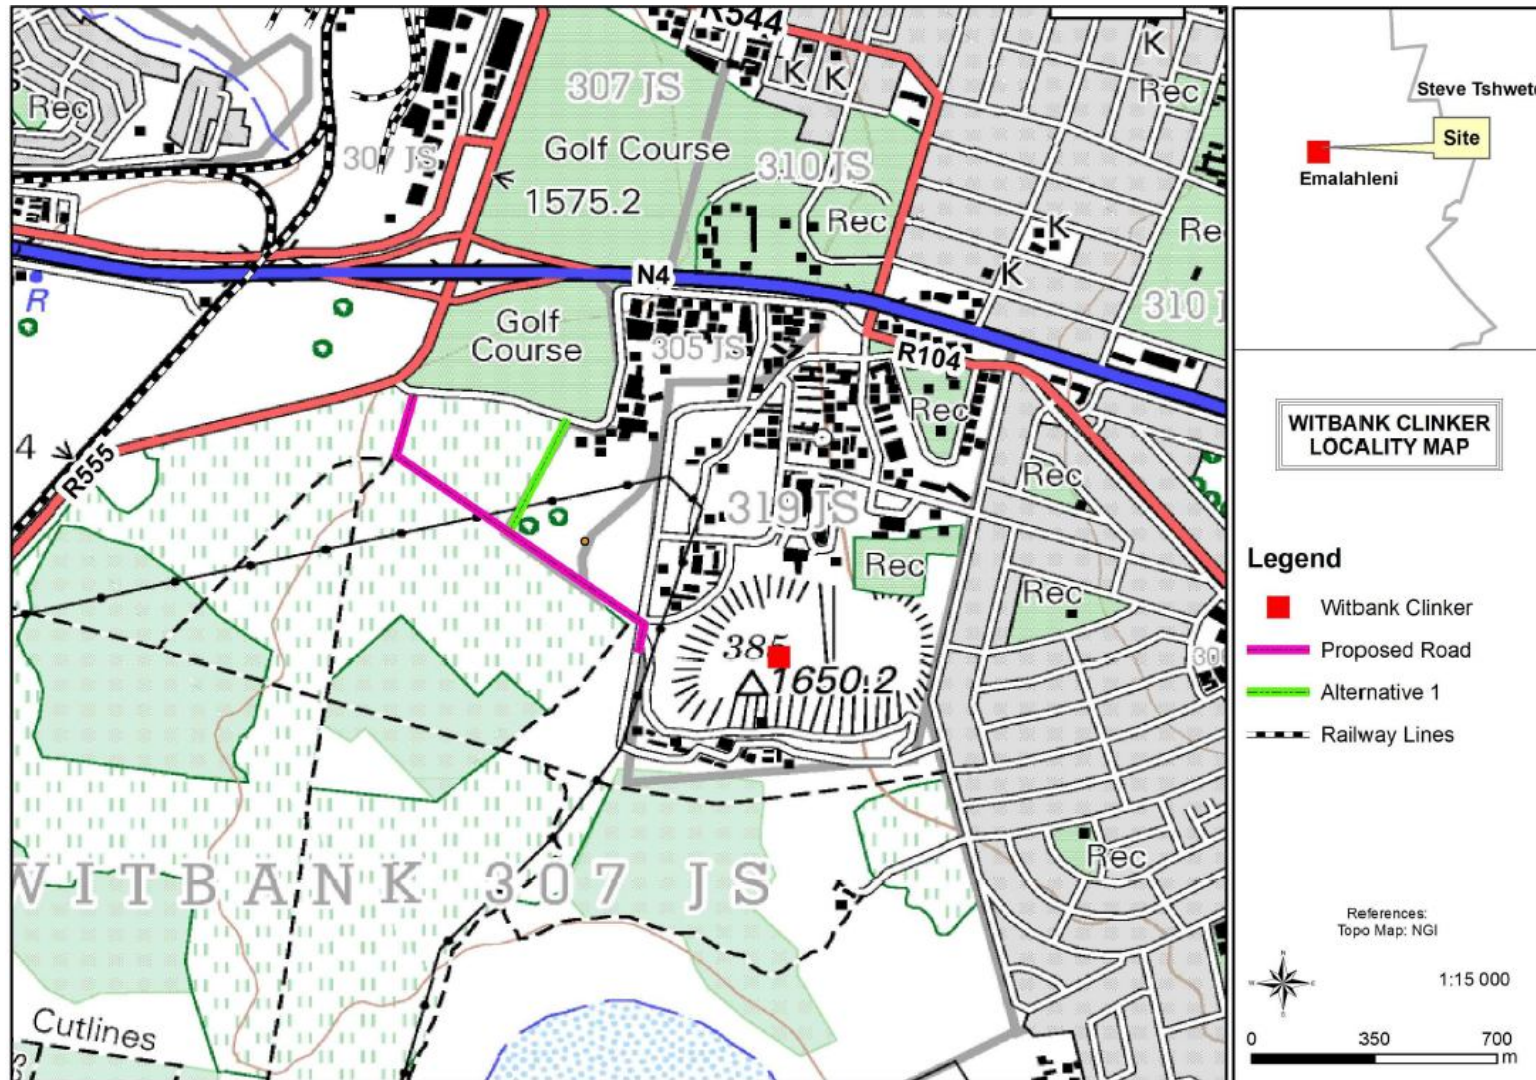 R544
K
K
K
Rec
Rec
307 JS
307 JS
Golf Course
1575.2
310 JS
Rec
K
K
Re
310 J
R
N4
Golf
Course
305 JS
R104
Rec
4
R555
Rec
319 JS
Rec
Rec
385
1650.2
WITBANK 307 JS
Rec
Cutlines
Steve Tshwete
Site
Emalahleni
WITBANK CLINKER
LOCALITY MAP
Legend
Witbank Clinker
Proposed Road
Alternative 1
Railway Lines
References:
Topo Map: NGI
N
W
E
S
1:15 000
0 350 700
m